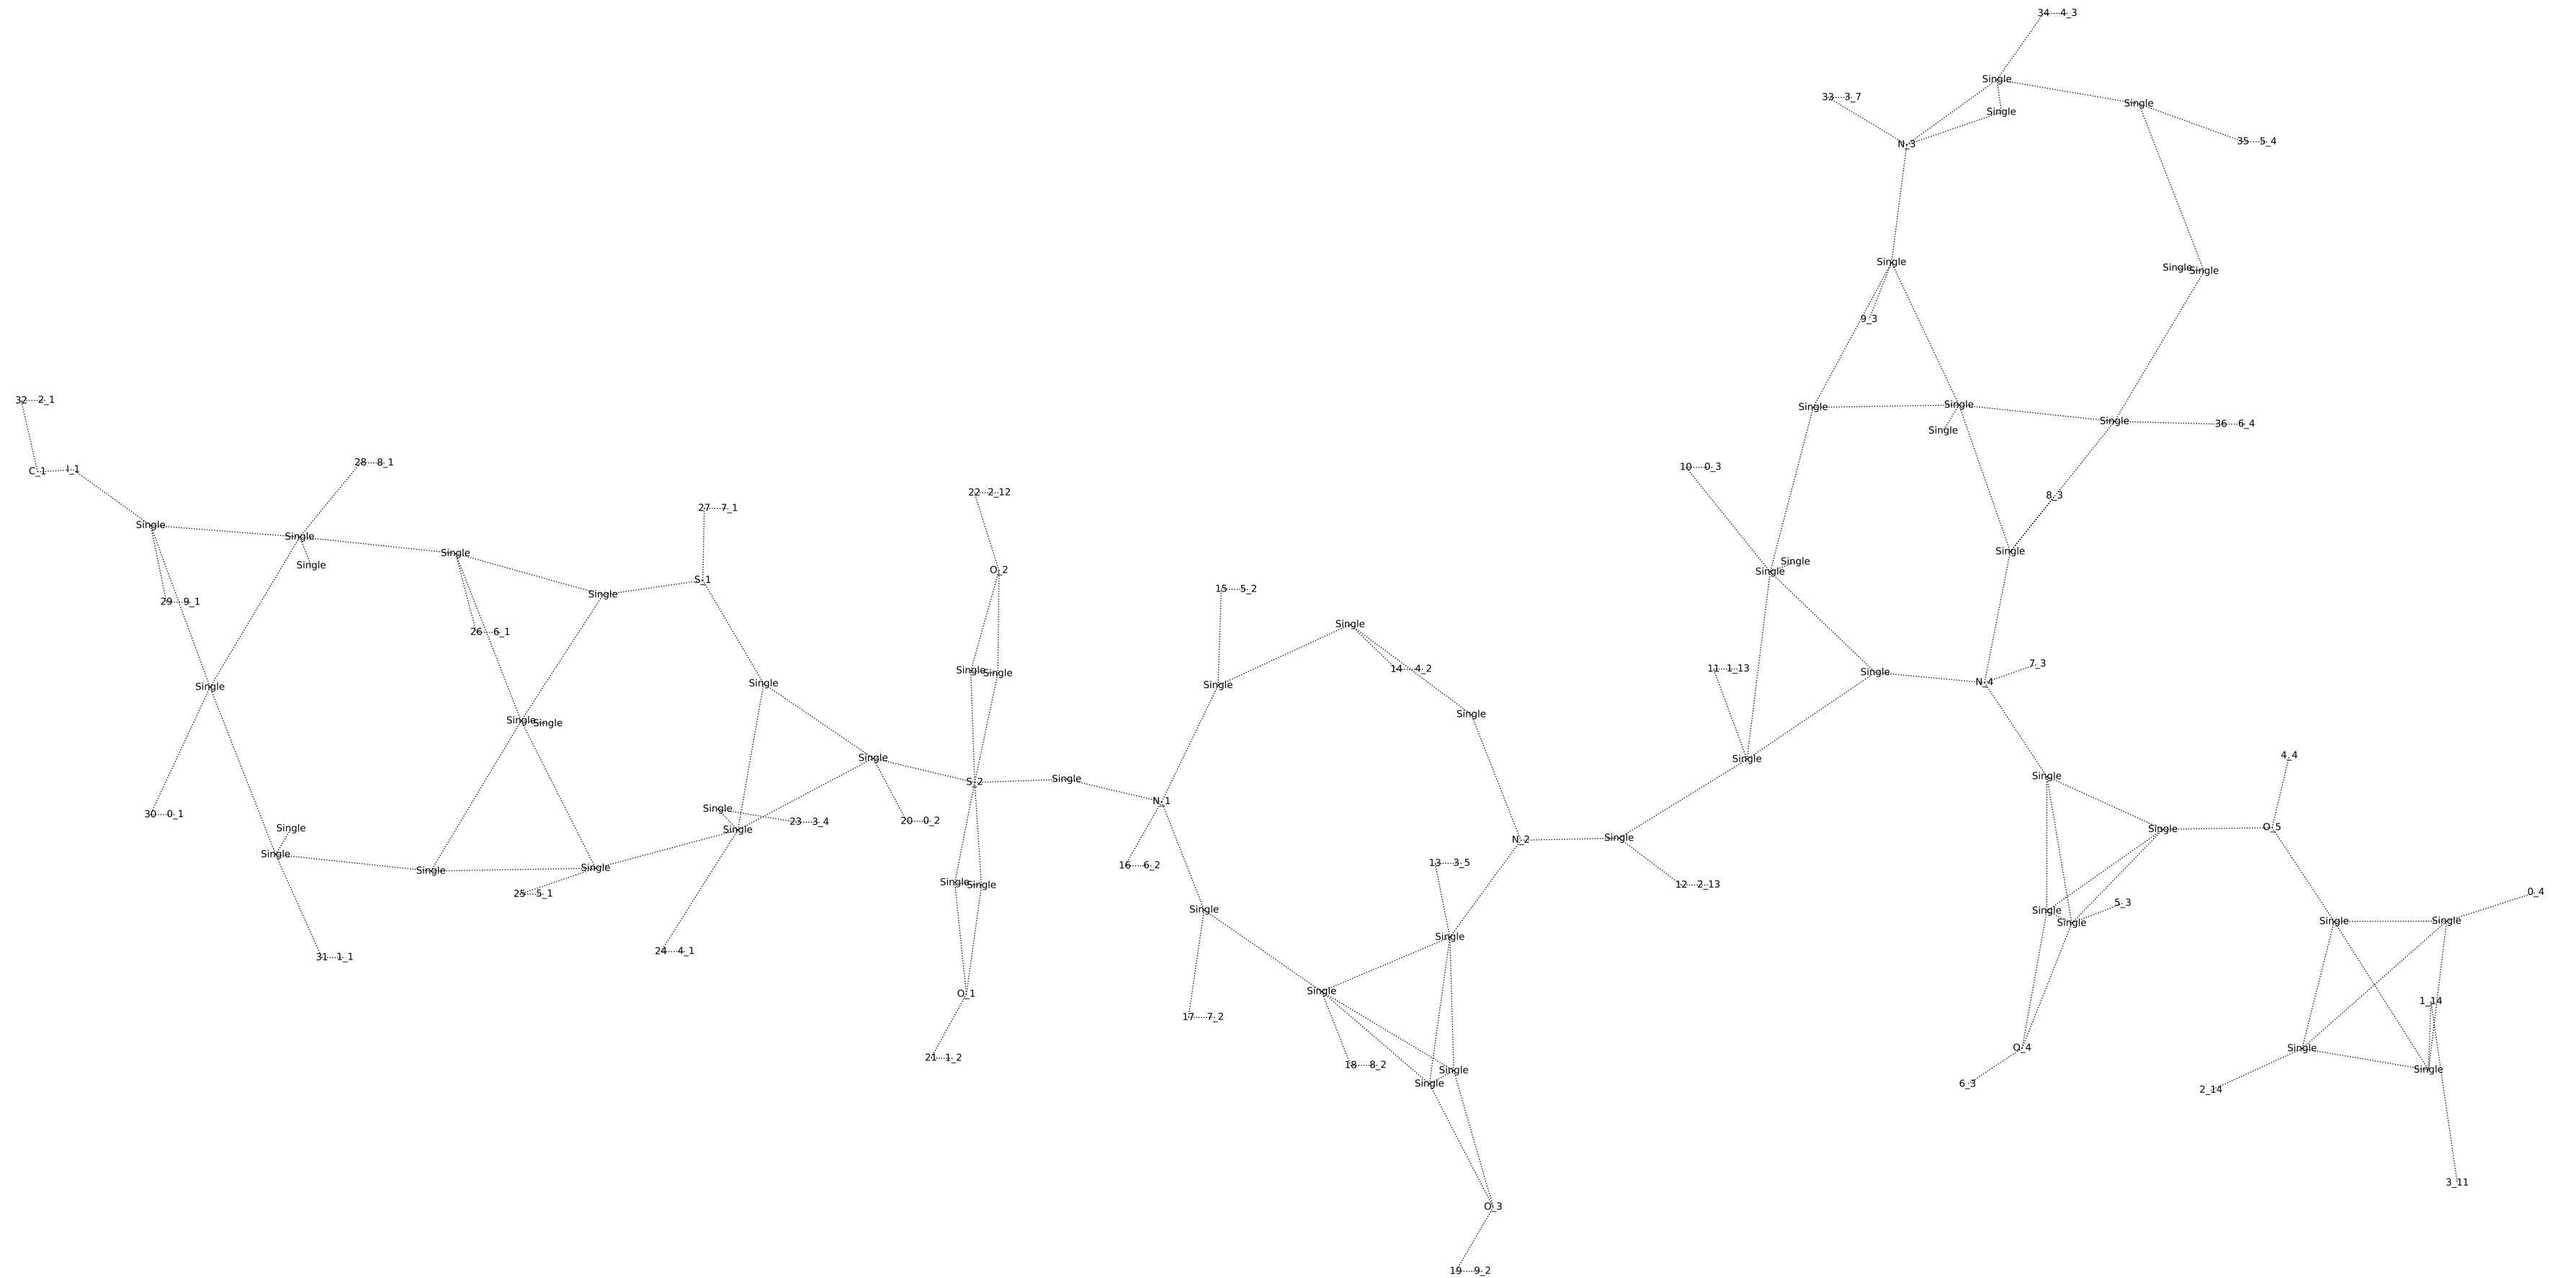 34 4_3
Single
33 3_7
Single
Single
35 5_4
N_3
Single
Single Single
9_3
32 2_1
Single
Single
Single
36 6_4
Single
28 8_1
10 0_3
C_1 I_1
22 2_12
8_3
27 7_1
Single
Single
Single
Single
Single
Single
Single
O_2
S_1
15 5_2
Single
29 9_1
Single
26 6_1
7_3
14 4_2
11 1_13
Single
Single
Single
N_4
Single
Single
Single
Single
Single
Single
Single
4_4
Single
Single
Single
S_2
Single
N_1
Single
23 3_4
30 0_1
20 0_2
O_5
Single
Single
Single
Single
N_2
13 3_5
Single
16 6_2
Single
Single
Single
Single
12 2_13
25 5_1
0_4
5_3
Single
Single
Single
Single
Single
Single
24 4_1
31 1_1
Single
O_1
1_14
17 7_2
O_4
Single
21 1_2
18 8_2
Single
Single
Single
6_3
2_14
3_11
O_3
19 9_2